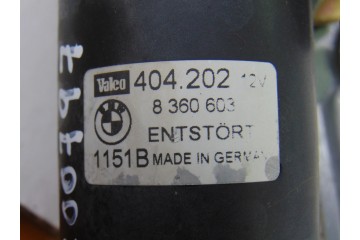 Valeo 404.202 12V
8 360 603
ENTSTÖRT
1151B MADE IN GERMANY